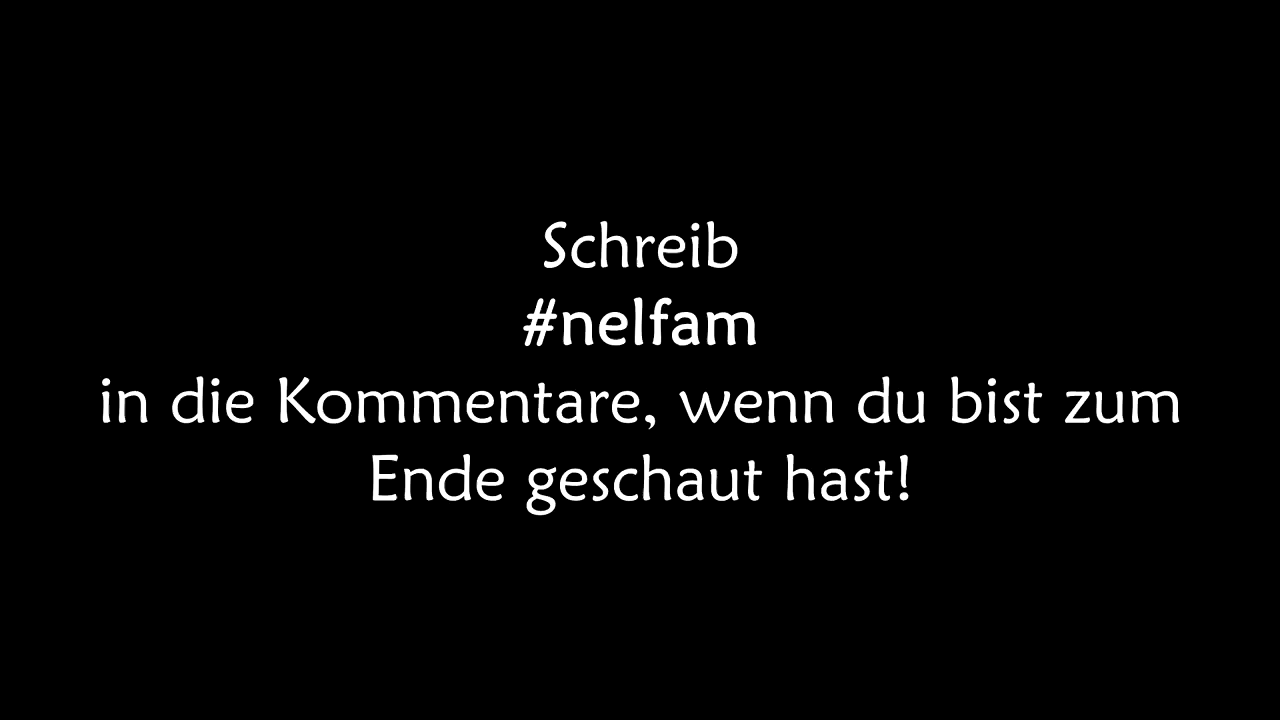 Schreib
#nelfam
in die Kommentare, wenn du bist zum
Ende geschaut hast!